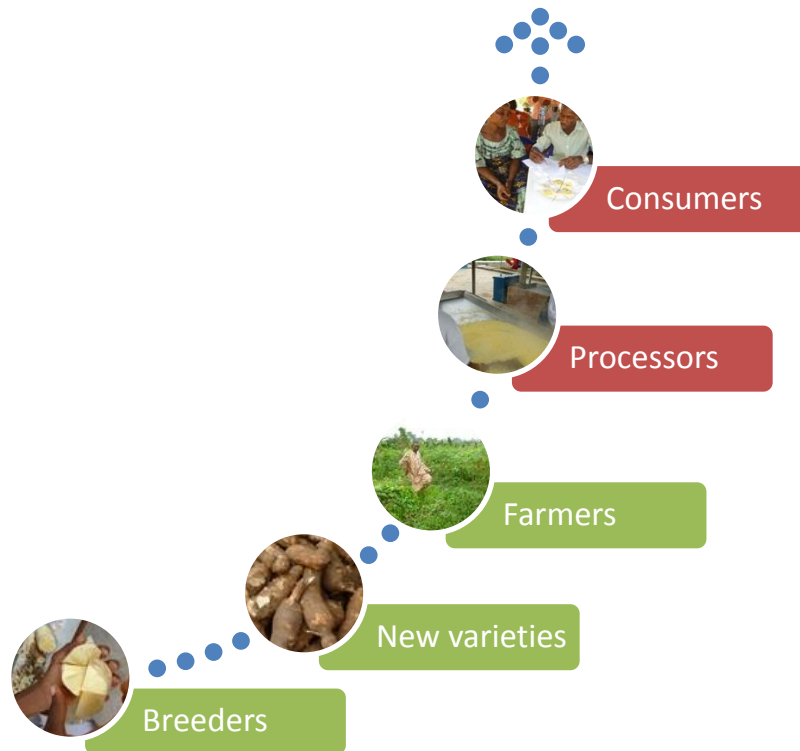 Consumers
Processors
Farmers
New varieties
Breeders